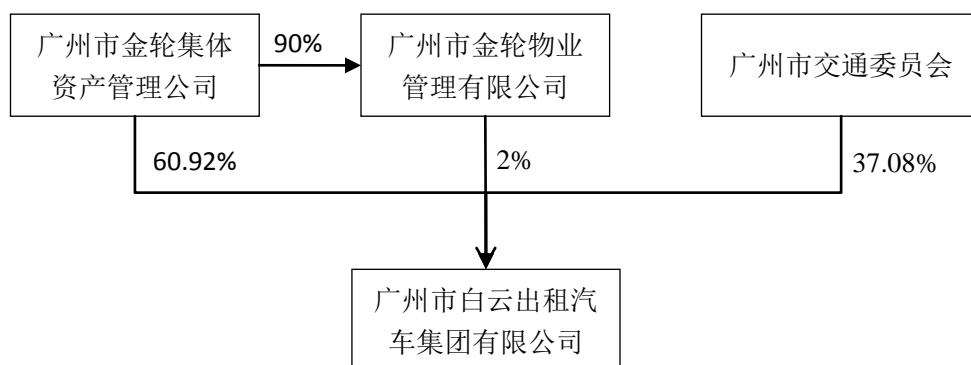 广州市金轮集体
资产管理公司
90%
广州市金轮物业
管理有限公司
广州市交通委员会
60.92%
2%
37.08%
广州市白云出租汽
车集团有限公司